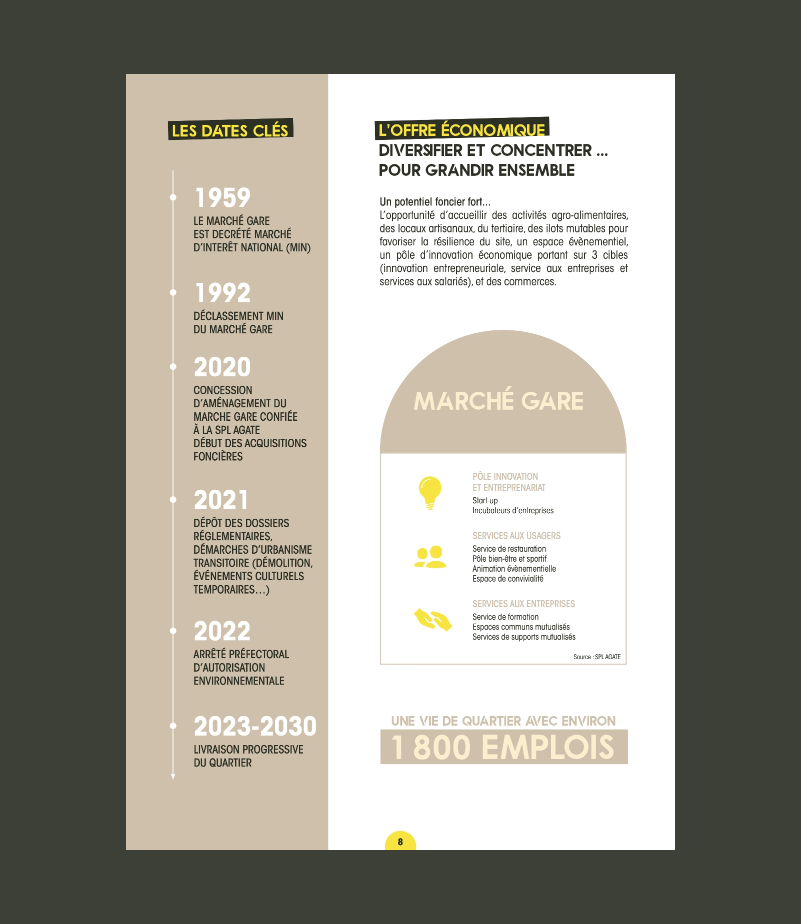 LES DATES CLÉS
1959
LE MARCHÉ GARE
EST DECRÉTÉ MARCHÉ
D'INTERÊT NATIONAL (MIN)
1992
DÉCLASSEMENT MIN
DU MARCHÉ GARE
2020
CONCESSION
D'AMÉNAGEMENT DU
MARCHE GARE CONFIÉE
À LA SPL AGATE
DÉBUT DES ACQUISITIONS
FONCIÈRES
2021
DÉPÔT DES DOSSIERS
RÉGLEMENTAIRES,
DÉMARCHES D'URBANISME
TRANSITOIRE (DÉMOLITION,
ÉVÉNEMENTS CULTURELS
TEMPORAIRES...)
2022
ARRÊTÉ PRÉFECTORAL
D'AUTORISATION
ENVIRONNEMENTALE
2023-2030
LIVRAISON PROGRESSIVE
DU QUARTIER
L'OFFRE ÉCONOMIQUE
DIVERSIFIER ET CONCENTRER ...
POUR GRANDIR ENSEMBLE
Un potentiel foncier fort...
L'opportunité d'accueillir des activités agro-alimentaires,
des locaux artisanaux, du tertiaire, des ilots mutables pour
favoriser la résilience du site, un espace évènementiel,
un pôle d'innovation économique portant sur 3 cibles
(innovation entrepreneuriale, service aux entreprises et
services aux salariés), et des commerces.
MARCHÉ GARE
PÔLE INNOVATION
ET ENTREPRENARIAT
Start-up
Incubateurs d'entreprises
SERVICES AUX USAGERS
Service de restauration
Pôle bien-être et sportif
Animation évènementielle
Espace de convivialité
SERVICES AUX ENTREPRISES
Service de formation
Espaces communs mutualisés
Services de supports mutualisés
Source : SPL AGATE
UNE VIE DE QUARTIER AVEC ENVIRON
1 800 EMPLOIS
8